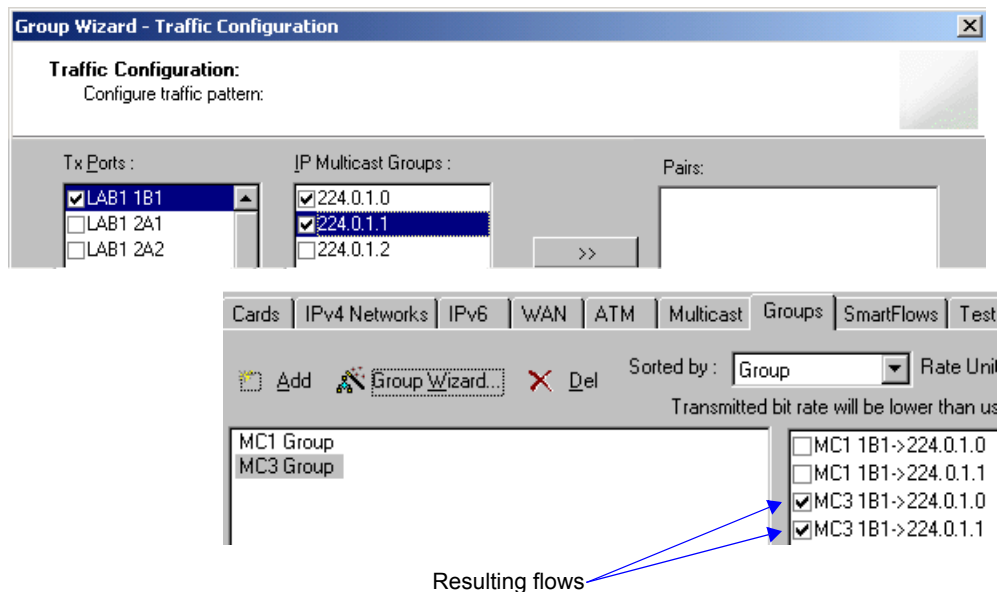 Group Wizard - Traffic Configuration
Traffic Configuration:
Configure traffic pattern:
Tx Ports :
IP Multicast Groups :
Pairs:
LAB1 1B1
LAB1 2A1
LAB1 2A2
224.0.1.0
224.0.1.1
224.0.1.2
>>
Cards IPv4 Networks IPv6 WAN ATM Multicast Groups SmartFlows Test
Add Group Wizard... Del Sorted by : Group Rate Unit
Transmitted bit rate will be lower than us
MC1 Group
MC3 Group
MC1 1B1->224.0.1.0
MC1 1B1->224.0.1.1
MC3 1B1->224.0.1.0
MC3 1B1->224.0.1.1
Resulting flows